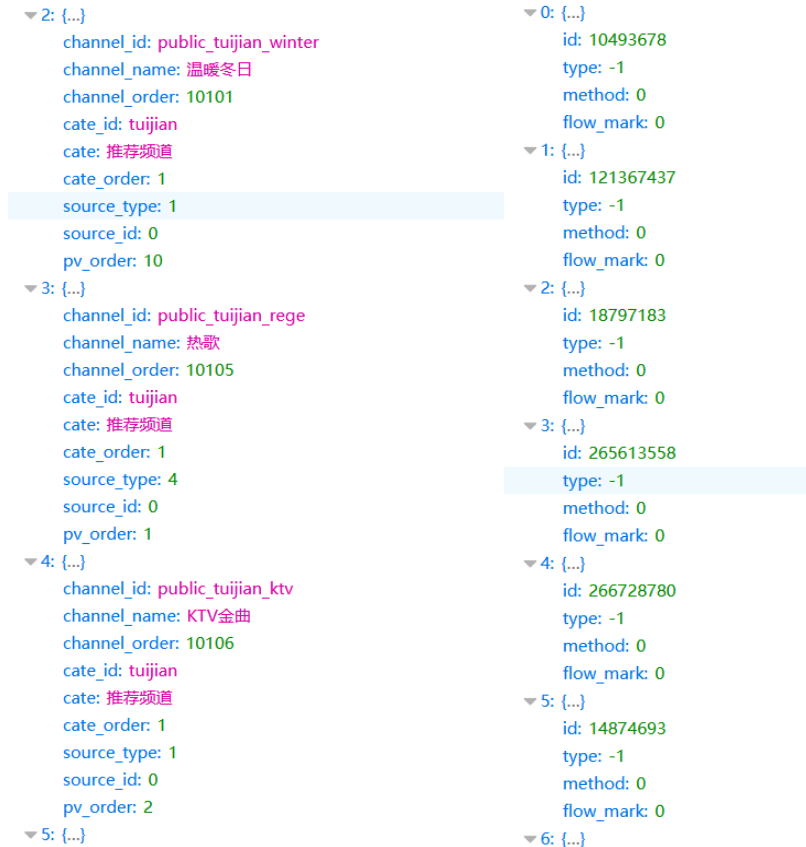 2: {…}
channel_id: public_tuijian_winter
channel_name: 温暖冬日
channel_order: 10101
cate_id: tuijian
cate: 推荐频道
cate_order: 1
source_type: 1
source_id: 0
pv_order: 10
3: {…}
channel_id: public_tuijian_rege
channel_name: 热歌
channel_order: 10105
cate_id: tuijian
cate: 推荐频道
cate_order: 1
source_type: 4
source_id: 0
pv_order: 1
4: {…}
channel_id: public_tuijian_ktv
channel_name: KTV金曲
channel_order: 10106
cate_id: tuijian
cate: 推荐频道
cate_order: 1
source_type: 1
source_id: 0
pv_order: 2
5: {…}
0: {…}
id: 10493678
type: -1
method: 0
flow_mark: 0
1: {…}
id: 121367437
type: -1
method: 0
flow_mark: 0
2: {…}
id: 18797183
type: -1
method: 0
flow_mark: 0
3: {…}
id: 265613558
type: -1
method: 0
flow_mark: 0
4: {…}
id: 266728780
type: -1
method: 0
flow_mark: 0
5: {…}
id: 14874693
type: -1
method: 0
flow_mark: 0
6: {…}